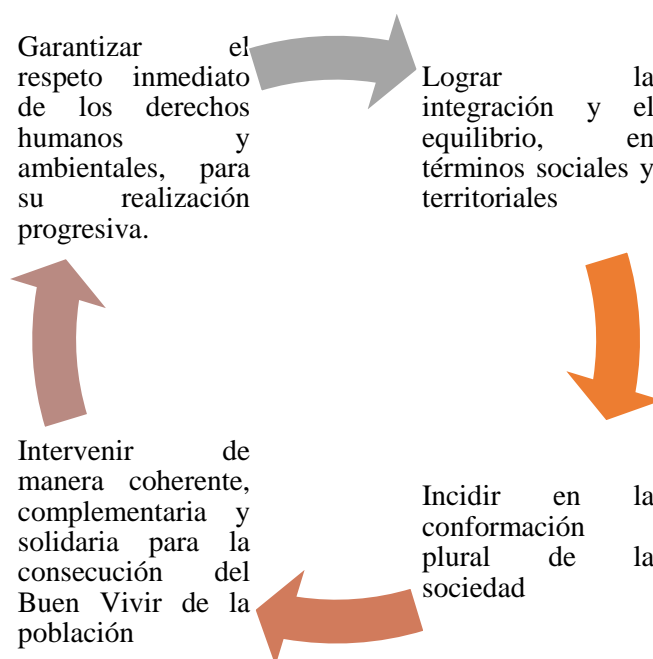 Garantizar el
respeto inmediato
de los derechos
humanos y
ambientales, para
su realización
progresiva.
Lograr la
integración y el
equilibrio, en
términos sociales y
territoriales
Incidir en la
conformación
plural de la
sociedad
Intervenir de
manera coherente,
complementaria y
solidaria para la
consecución del
Buen Vivir de la
población